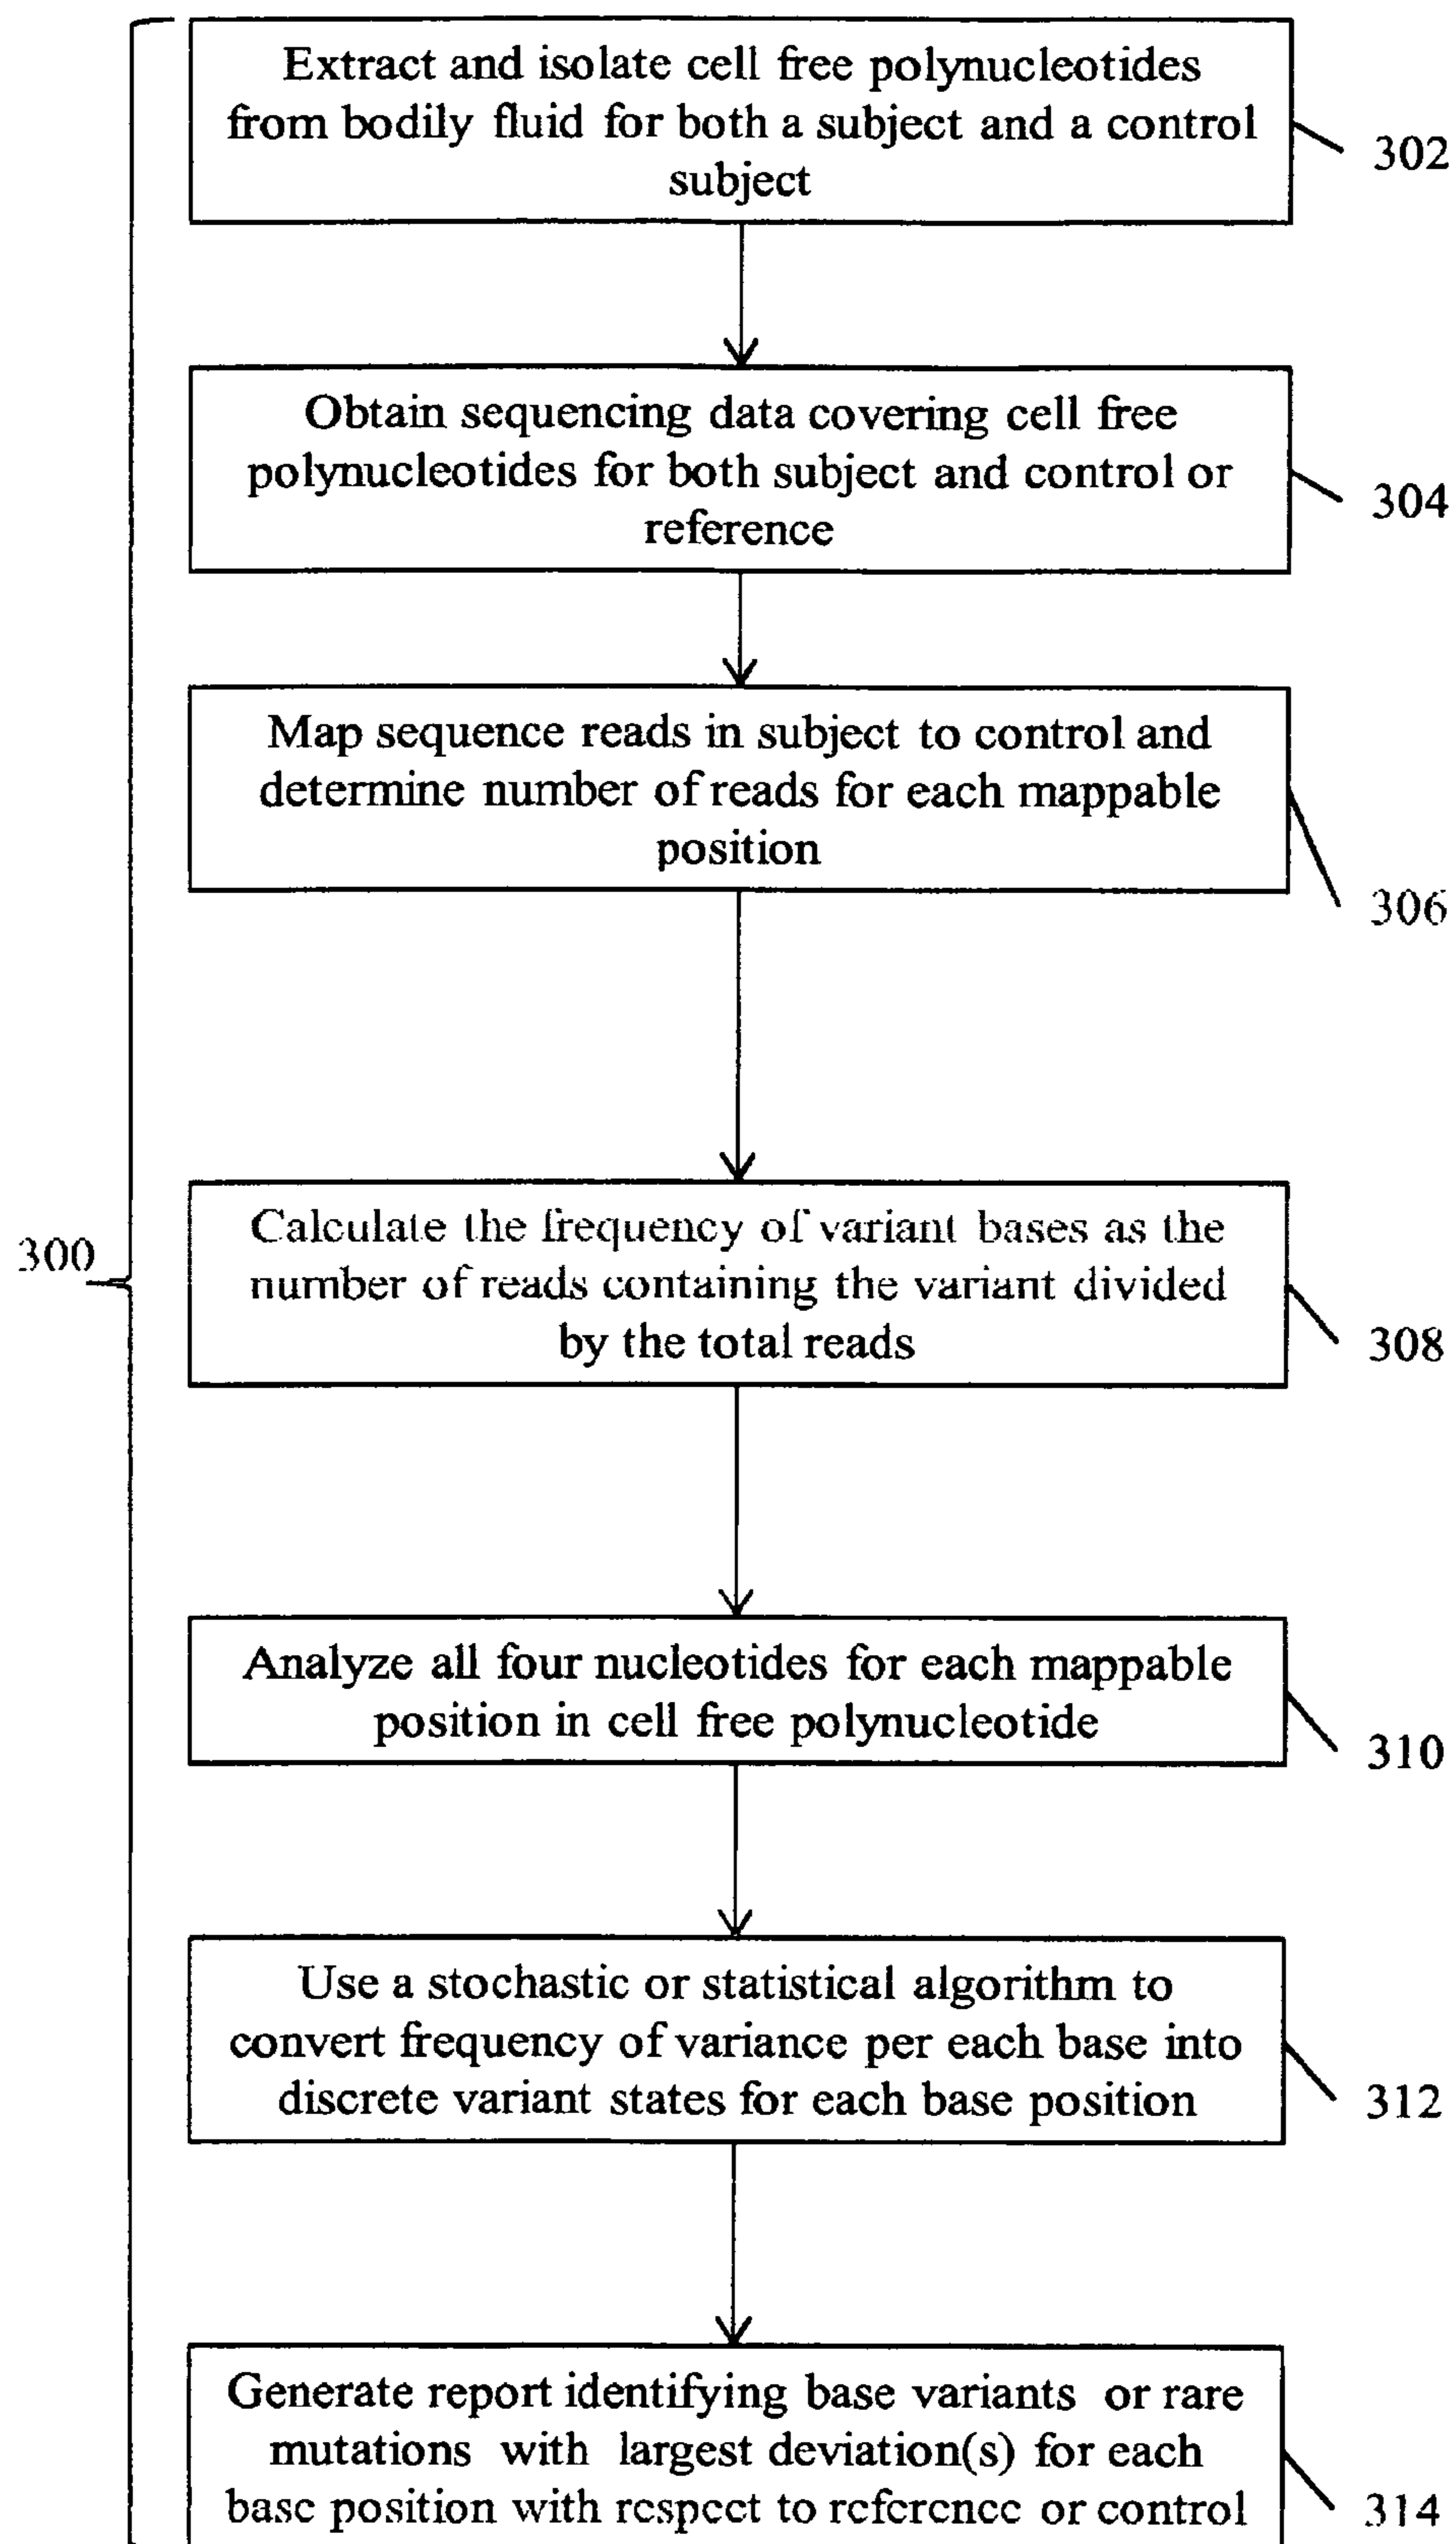 Extract and isolate cell free polynucleotides
from bodily fluid for both a subject and a control
subject
302
Obtain sequencing data covering cell free
polynucleotides for both subject and control or
reference
304
Map sequence reads in subject to control and
determine number of reads for each mappable
position
306
300
Calculate the frequency of variant bases as the
number of reads containing the variant divided
by the total reads
308
Analyze all four nucleotides for each mappable
position in cell free polynucleotide
310
Use a stochastic or statistical algorithm to
convert frequency of variance per each base into
discrete variant states for each base position
312
Generate report identifying base variants or rare
mutations with largest deviation(s) for each
base position with respect to reference or control
314